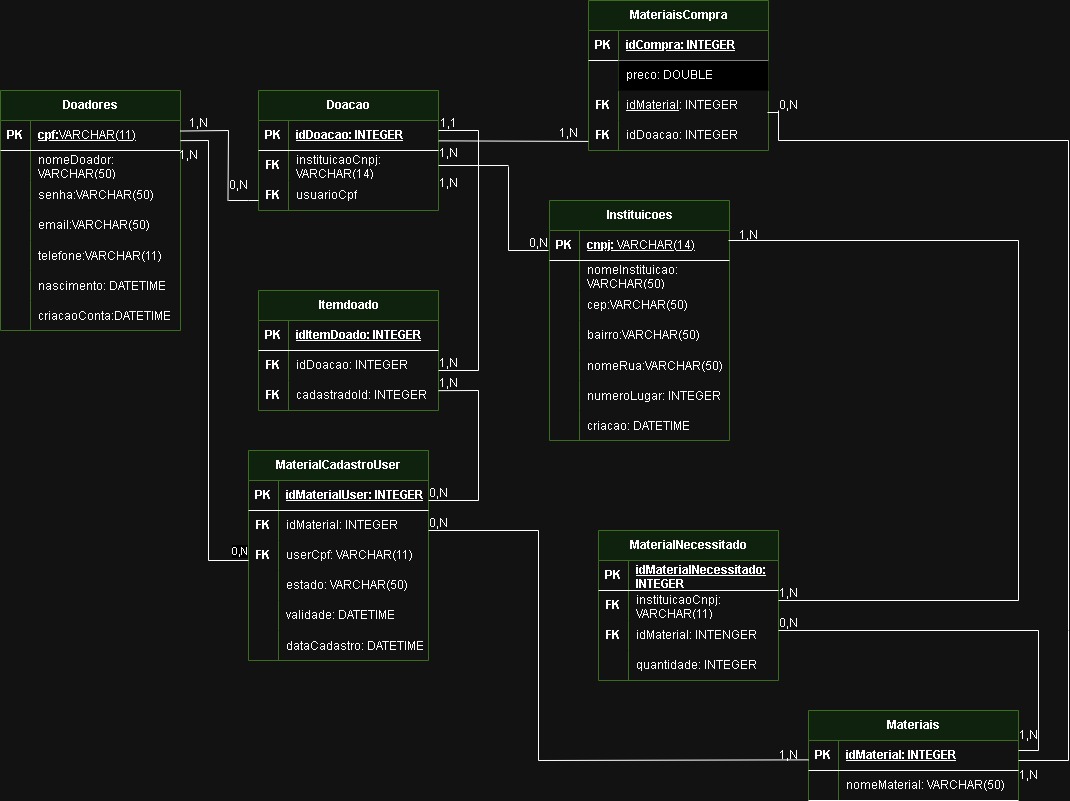 MateriaisCompra
PK idCompra: INTEGER
preco: DOUBLE
FK idMaterial: INTEGER
FK idDoacao: INTEGER
0,N
1,N
Doadores
PK cpf:VARCHAR(11)
nomeDoador:
VARCHAR(50)
senha:VARCHAR(50)
email:VARCHAR(50)
telefone:VARCHAR(11)
nascimento: DATETIME
criacaoConta:DATETIME
1,N
1,N
0,N
Doacao
PK idDoacao: INTEGER
FK instituicaoCnpj:
VARCHAR(14)
FK usuarioCpf
1,1
1,N
1,N
Instituicoes
0,N
PK cnpj: VARCHAR(14)
1,N
nomeInstituicao:
VARCHAR(50)
cep:VARCHAR(50)
bairro:VARCHAR(50)
nomeRua:VARCHAR(50)
numeroLugar: INTEGER
criacao: DATETIME
Itemdoado
PK idItemDoado: INTEGER
FK idDoacao: INTEGER
1,N
FK cadastradoId: INTEGER
1,N
MaterialCadastroUser
PK idMaterialUser: INTEGER
0,N
FK idMaterial: INTEGER
0,N
0,N
FK userCpf: VARCHAR(11)
estado: VARCHAR(50)
validade: DATETIME
dataCadastro: DATETIME
MaterialNecessitado
PK idMaterialNecessitado:
INTEGER
FK instituicaoCnpj:
VARCHAR(11)
1,N
FK idMaterial: INTENGER
0,N
quantidade: INTEGER
Materiais
1,N
PK idMaterial: INTEGER
1,N
nomeMaterial: VARCHAR(50)
1,N